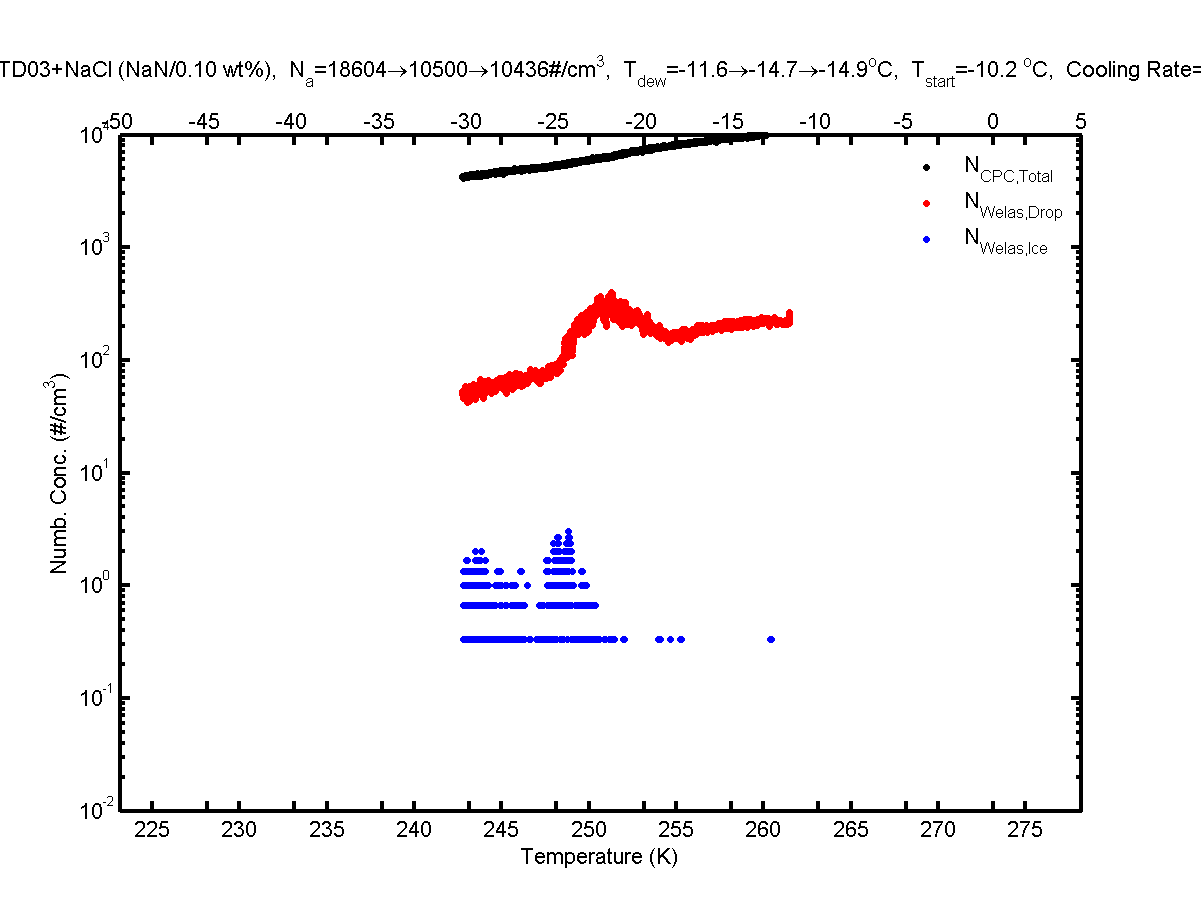 TD03+NaCl (NaN/0.10 wt%), Na=18604→10500→10436#/cm3, Tdew=-11.6→-14.7→-14.9oC, Tstart=-10.2 oC, Cooling Rate=
-50 -45 -40 -35 -30 -25 -20 -15 -10 -5 0 5
104
NCPC,Total
NWelas,Drop
NWelas,Ice
103
102
101
100
10-1
10-2
Numb. Conc. (#/cm3)
225 230 235 240 245 250 255 260 265 270 275
Temperature (K)